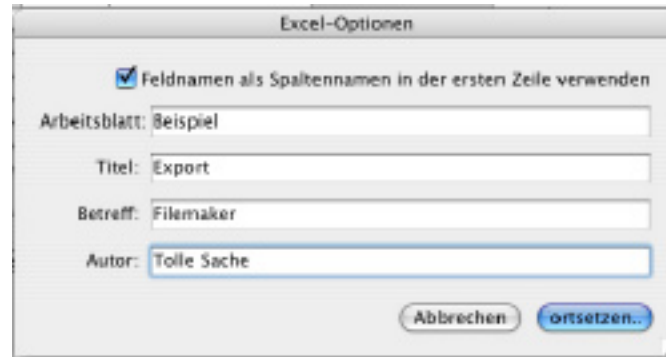 Excel-Optionen
Feldnamen als Spaltennamen in der ersten Zeile verwenden
Arbeitsblatt: Beispiel
Titel: Export
Betreff: Filemaker
Autor: Tolle Sache
Abbrechen ortsetzen..